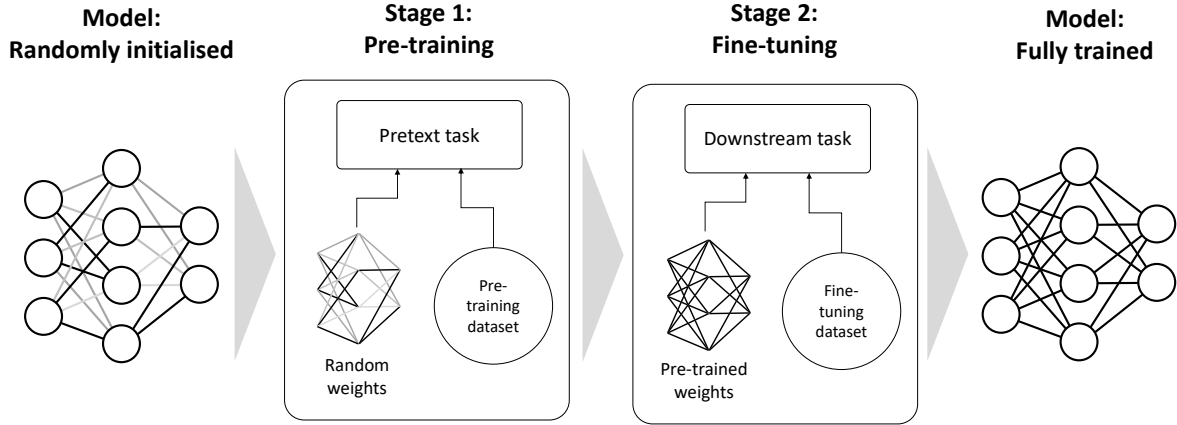 Model:
Randomly initialised
Stage 1:
Pre-training
Stage 2:
Fine-tuning
Model:
Fully trained
Pretext task
Pre-
training
dataset
Random
weights
Downstream task
Fine-
tuning
dataset
Pre-trained
weights